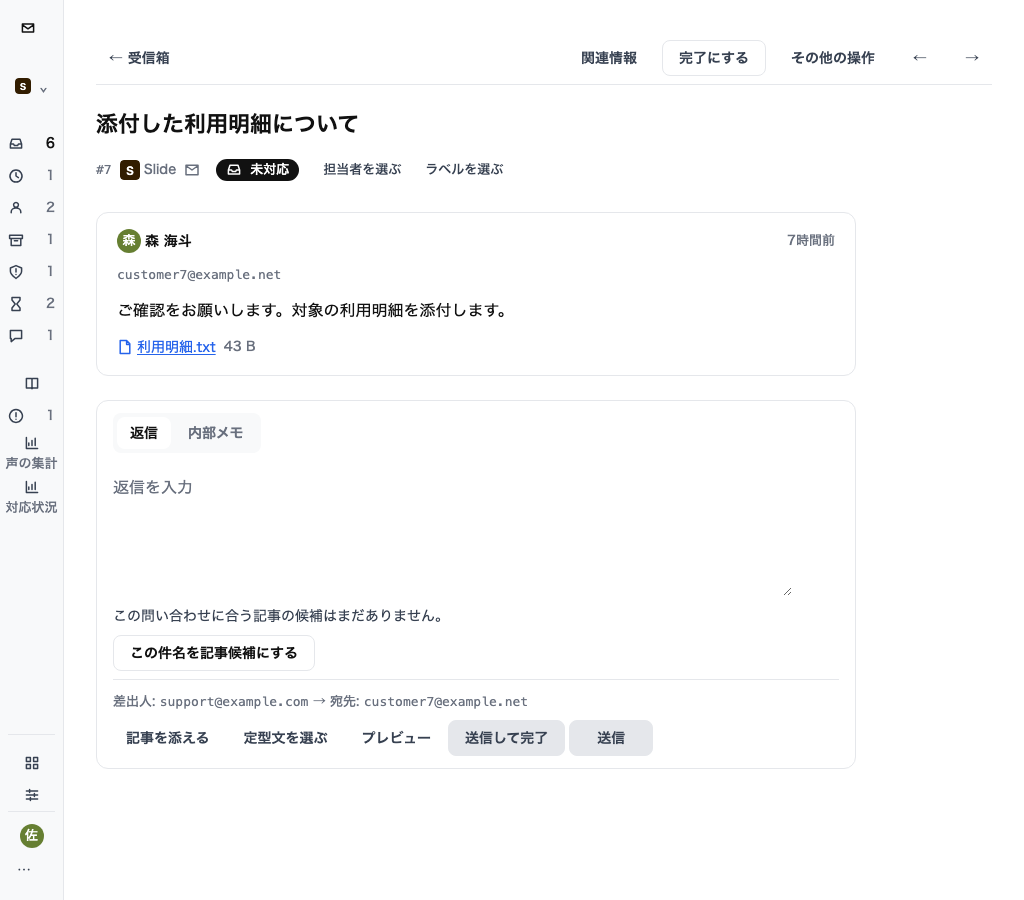 ← 受信箱
関連情報
完了にする
その他の操作
←
→
S
添付した利用明細について
#7 S Slide 未対応 担当者を選ぶ ラベルを選ぶ
6
1
2
1
1
2
1
1
声の集計
対応状況
佐
…
森 森 海斗
7時間前
customer7@example.net
ご確認をお願いします。対象の利用明細を添付します。
利用明細.txt 43 B
返信 内部メモ
返信を入力
この問い合わせに合う記事の候補はまだありません。
この件名を記事候補にする
差出人: support@example.com → 宛先: customer7@example.net
記事を添える 定型文を選ぶ プレビュー 送信して完了 送信